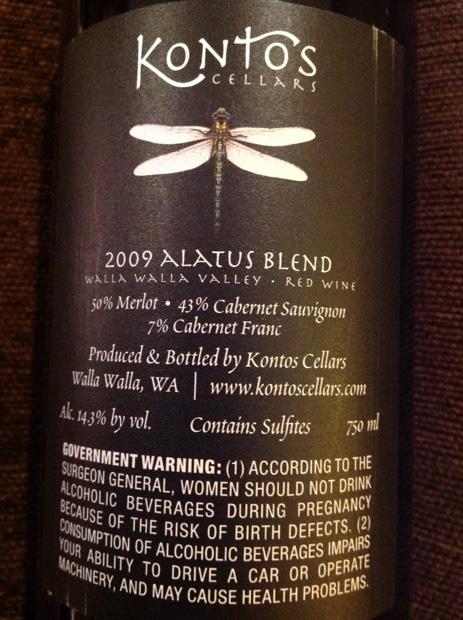 KONTOS
CELLARS
2009 ALATUS BLEND
WALLA WALLA VALLEY · RED WINE
50% Merlot • 43% Cabernet Sauvignon
7% Cabernet Franc
Produced & Bottled by Kontos Cellars
Walla Walla, WA | www.kontoscellars.com
Alc. 14.3% by vol. Contains Sulfites 750 ml
GOVERNMENT WARNING: (1) ACCORDING TO THE
SURGEON GENERAL, WOMEN SHOULD NOT DRINK
ALCOHOLIC BEVERAGES DURING PREGNANCY
BECAUSE OF THE RISK OF BIRTH DEFECTS. (2)
CONSUMPTION OF ALCOHOLIC BEVERAGES IMPAIRS
YOUR ABILITY TO DRIVE A CAR OR OPERATE
MACHINERY, AND MAY CAUSE HEALTH PROBLEMS.